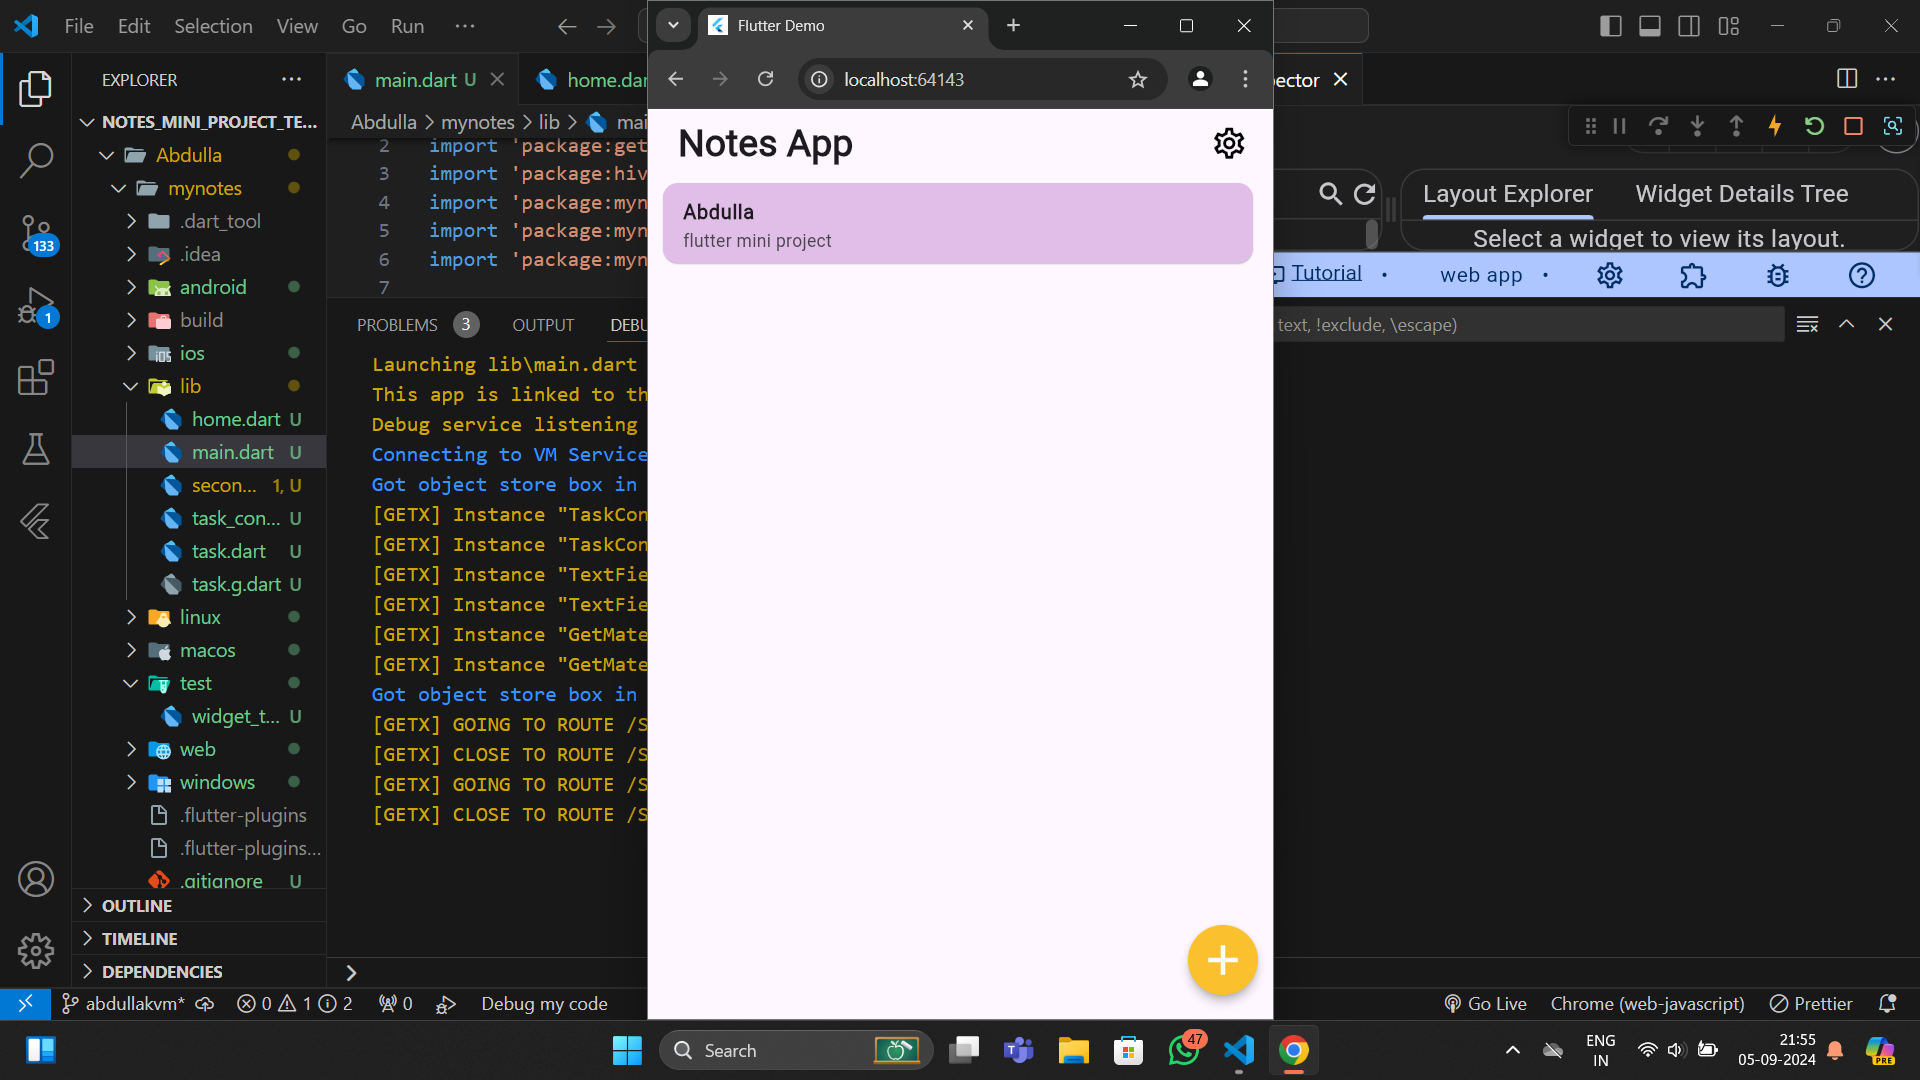 File Edit Selection View Go Run ···
Flutter Demo
localhost:64143
EXPLORER
NOTES_MINI_PROJECT_TE...
Abdulla
mynotes
.dart_tool
.idea
android
build
ios
lib
home.dart U
main.dart U
secon... 1, U
task_con... U
task.dart U
task.g.dart U
linux
macos
test
widget_t... U
web
windows
.flutter-plugins
.flutter-plugins...
.gitignore U
OUTLINE
TIMELINE
DEPENDENCIES
133
1
main.dart U
home.dar
Abdulla > mynotes > lib > mai
2 import 'package:get
3 import 'package:hiv
4 import 'package:myn
5 import 'package:myn
6 import 'package:myn
7
PROBLEMS 3 OUTPUT DEBU
Launching lib\main.dart
This app is linked to th
Debug service listening
Connecting to VM Service
Got object store box in
[GETX] Instance "TaskCon
[GETX] Instance "TaskCon
[GETX] Instance "TextFie
[GETX] Instance "TextFie
[GETX] Instance "GetMate
[GETX] Instance "GetMate
Got object store box in
[GETX] GOING TO ROUTE /S
[GETX] CLOSE TO ROUTE /S
[GETX] GOING TO ROUTE /S
[GETX] CLOSE TO ROUTE /S
Notes App
Abdulla
flutter mini project
pector
Layout Explorer Widget Details Tree
Select a widget to view its layout.
Tutorial • web app •
text, !exclude, \escape)
abdullakvm* 0 1 2 0 Debug my code
Go Live Chrome (web-javascript) Prettier
Search
47
ENG
IN
21:55
05-09-2024
PRE